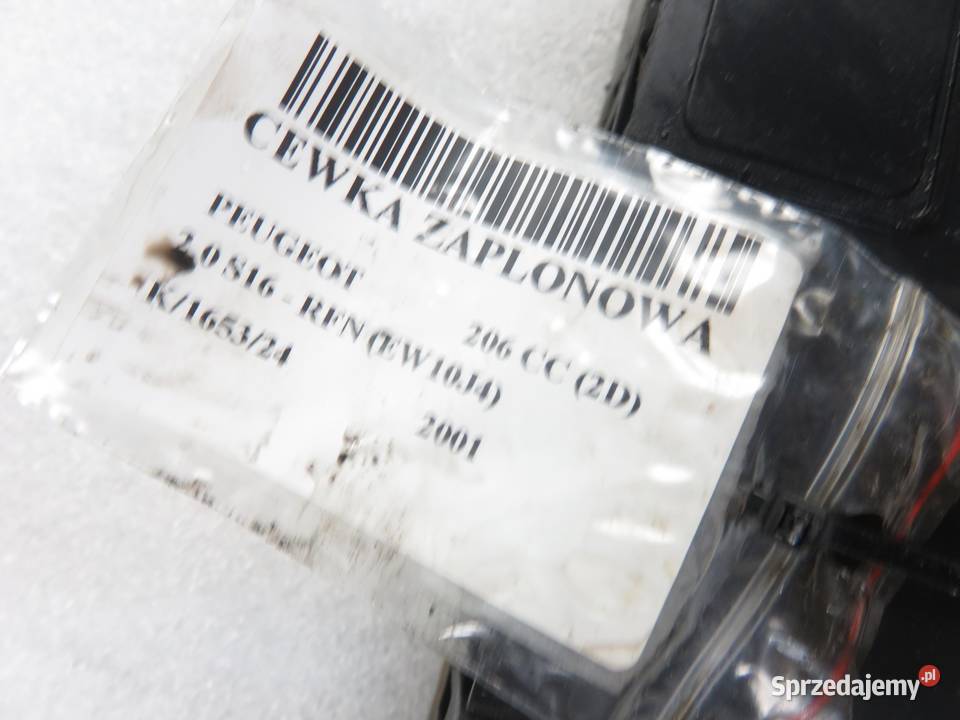 CEWKA ZAPLONOWA
PEUGEOT 206 CC (2D)
2.0 S16 - RFN (EW10J4)
K/1653/24 2001
Sprzedajemy.pl